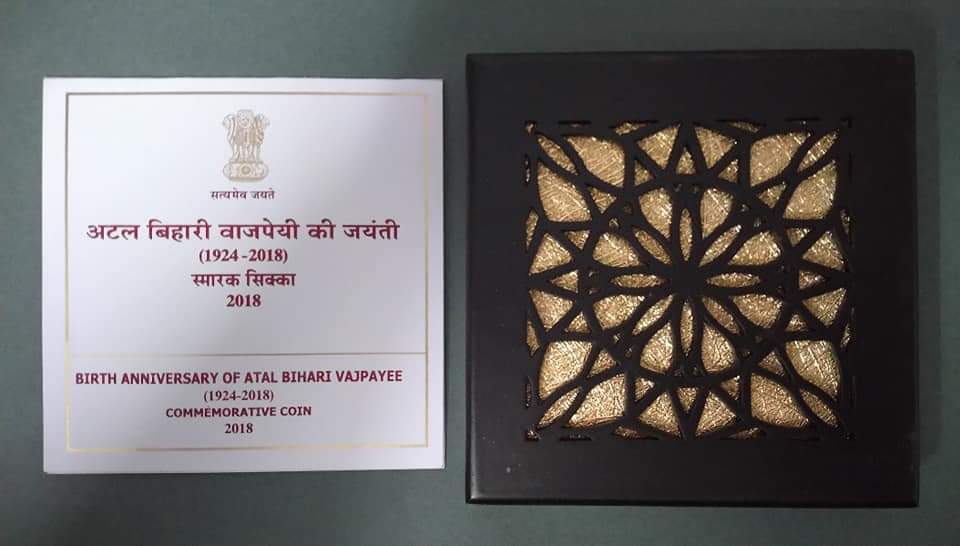 सत्यमेव जयते
अटल बिहारी वाजपेयी की जयंती
(1924-2018)
स्मारक सिक्का
2018
BIRTH ANNIVERSARY OF ATAL BIHARI VAJPAYEE
(1924-2018)
COMMEMORATIVE COIN
2018